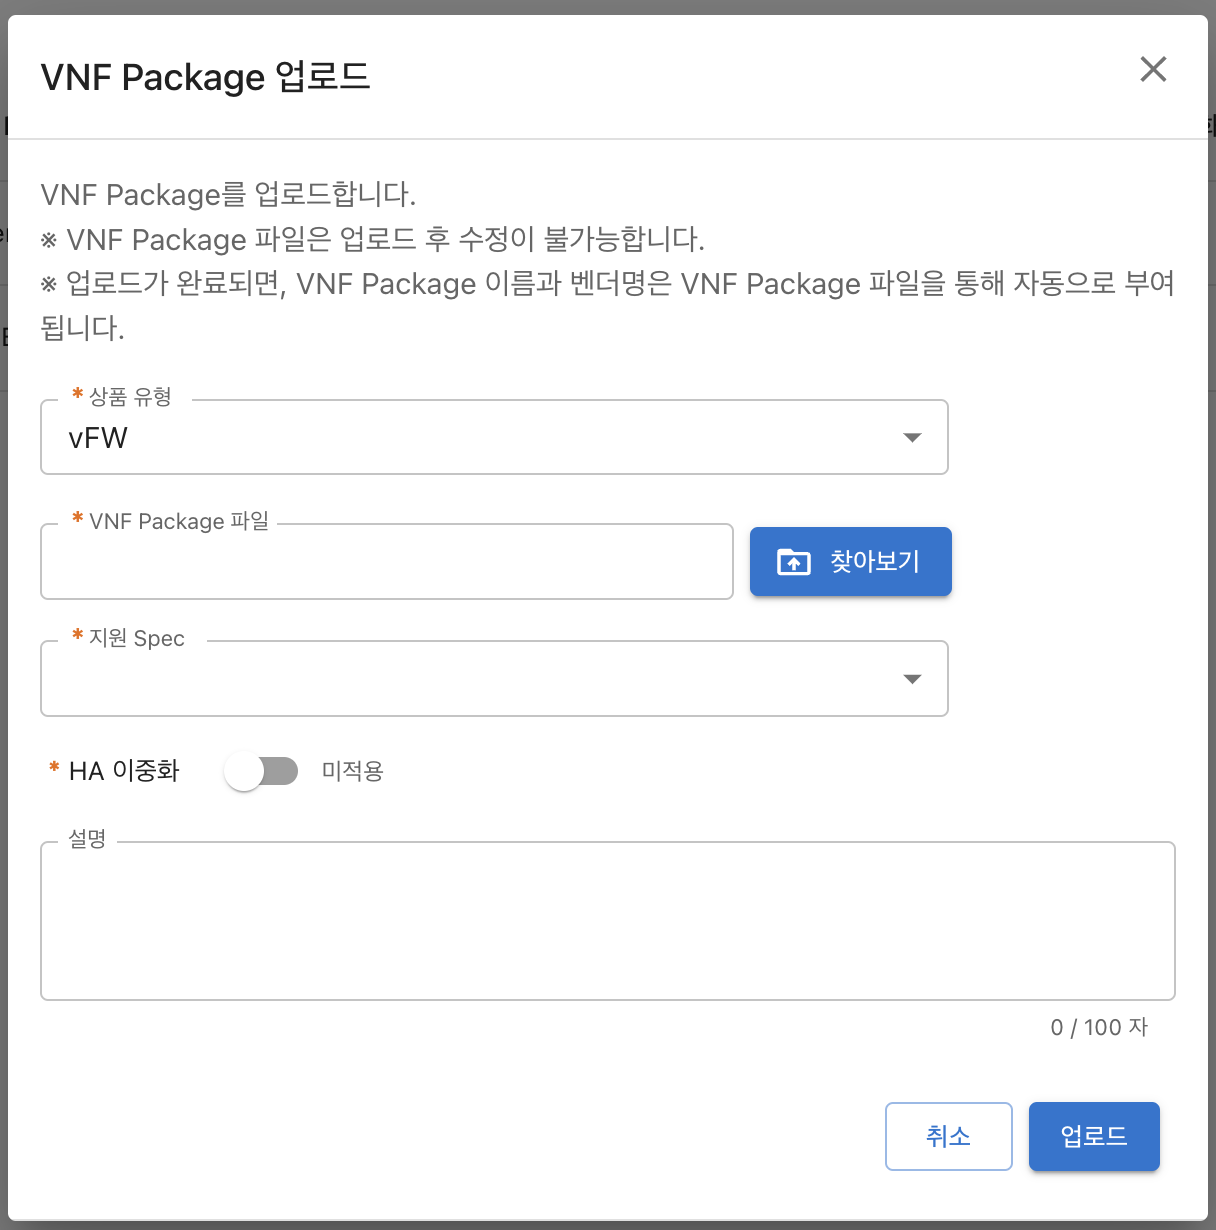 VNF Package 업로드
VNF Package를 업로드합니다.
※ VNF Package 파일은 업로드 후 수정이 불가능합니다.
※ 업로드가 완료되면, VNF Package 이름과 벤더명은 VNF Package 파일을 통해 자동으로 부여
됩니다.
* 상품 유형
vFW
* VNF Package 파일
찾아보기
* 지원 Spec
* HA 이중화 미적용
설명
0 / 100 자
취소 업로드